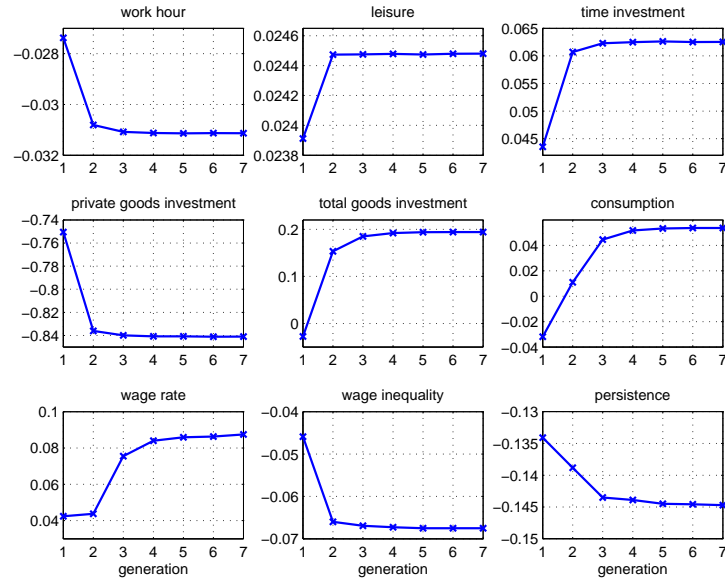 work hour
−0.028
−0.03
−0.032
1 2 3 4 5 6 7
leisure
0.0246
0.0244
0.0242
0.024
0.0238
1 2 3 4 5 6 7
time investment
0.065
0.06
0.055
0.05
0.045
1 2 3 4 5 6 7
private goods investment
−0.74
−0.76
−0.78
−0.8
−0.82
−0.84
1 2 3 4 5 6 7
total goods investment
0.2
0.1
0
1 2 3 4 5 6 7
consumption
0.04
0.02
0
−0.02
−0.04
1 2 3 4 5 6 7
wage rate
0.1
0.08
0.06
0.04
1 2 3 4 5 6 7
generation
wage inequality
−0.04
−0.05
−0.06
−0.07
1 2 3 4 5 6 7
generation
persistence
−0.13
−0.135
−0.14
−0.145
−0.15
1 2 3 4 5 6 7
generation